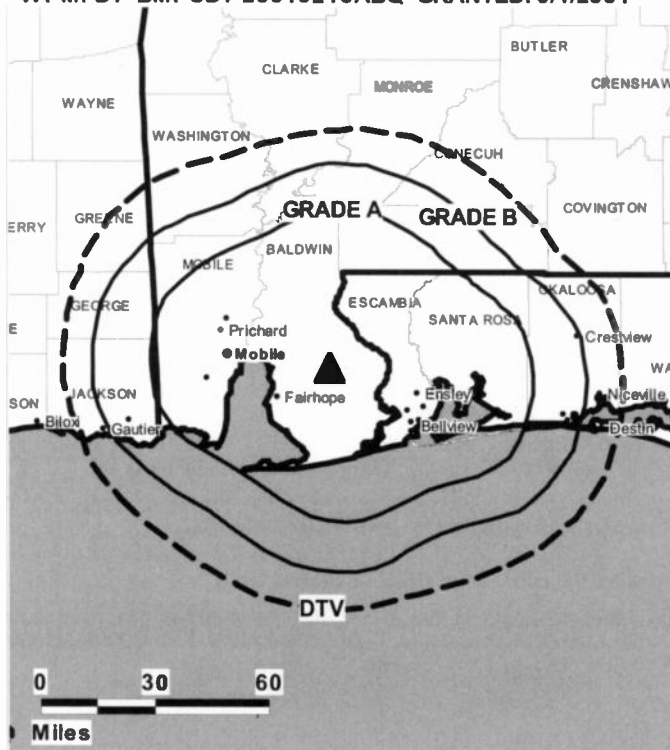 BUTLER
CLARKE
MONROE
CRENSHAW
WAYNE
WASHINGTON
CONECUH
COVINGTON
GRADE A
GRADE B
GREENE
ERRY
BALDWIN
MOBILE
ESCAMBIA
OKALOOSA
GEORGE
SANTA ROSA
E
Prichard
Crestview
Mobile
WA
JACKSON
Fairhope
Ensley
Niceville
SON
Biloxi
Gautier
Bellview
Destin
DTV
0 30 60
Miles